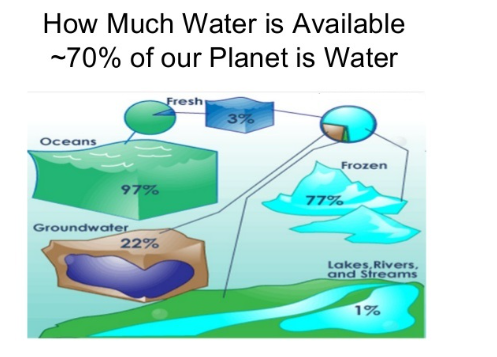 How Much Water is Available
~70% of our Planet is Water
Fresh
3%
Oceans
97%
Frozen
77%
Groundwater
22%
Lakes,Rivers,
and Streams
1%